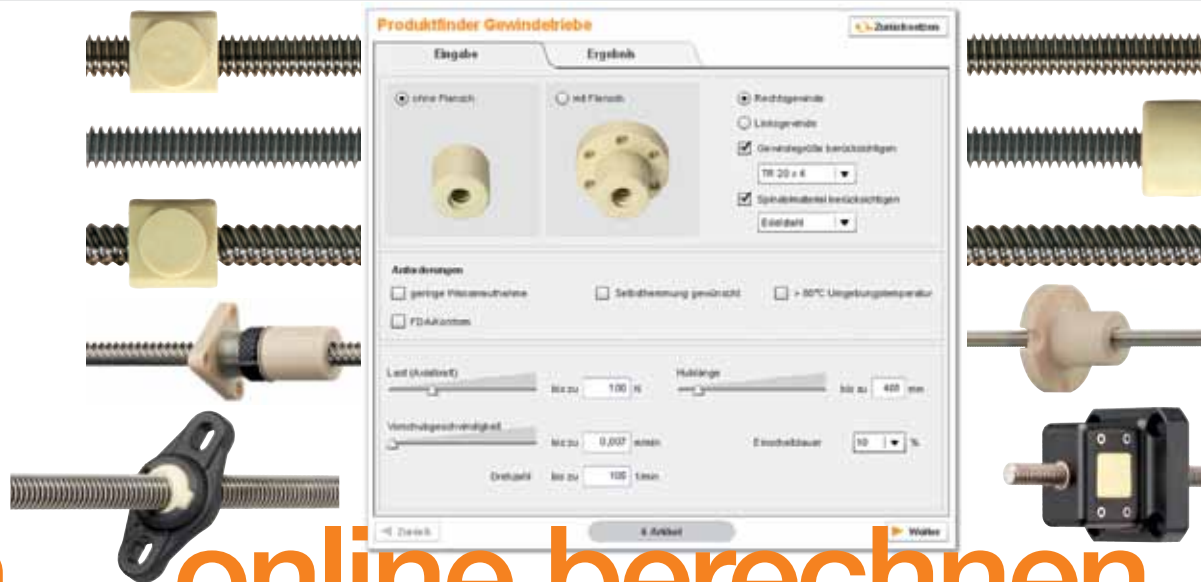 Produktfinder Gewindetriebe
Zurücksetzen
Eingabe Ergebnis
ohne Flansch mit Flansch Rechtsgewinde
Linksgewinde
Gewindegröße berücksichtigen
TR 20 x 4
Spindelmaterial berücksichtigen
Edelstahl
Anforderungen
geringe Wasseraufnahme Selbsthemmung gewünscht > 80°C Umgebungstemperatur
FDA-Konform
Last (Axialkraft) Hublänge
bis zu 100 N bis zu 400 mm
Vorschubgeschwindigkeit
bis zu 0,007 m/min Einschaltdauer 10 %
Drehzahl bis zu 100 1/min
Zurück 6 Artikel Weiter
online berechnen